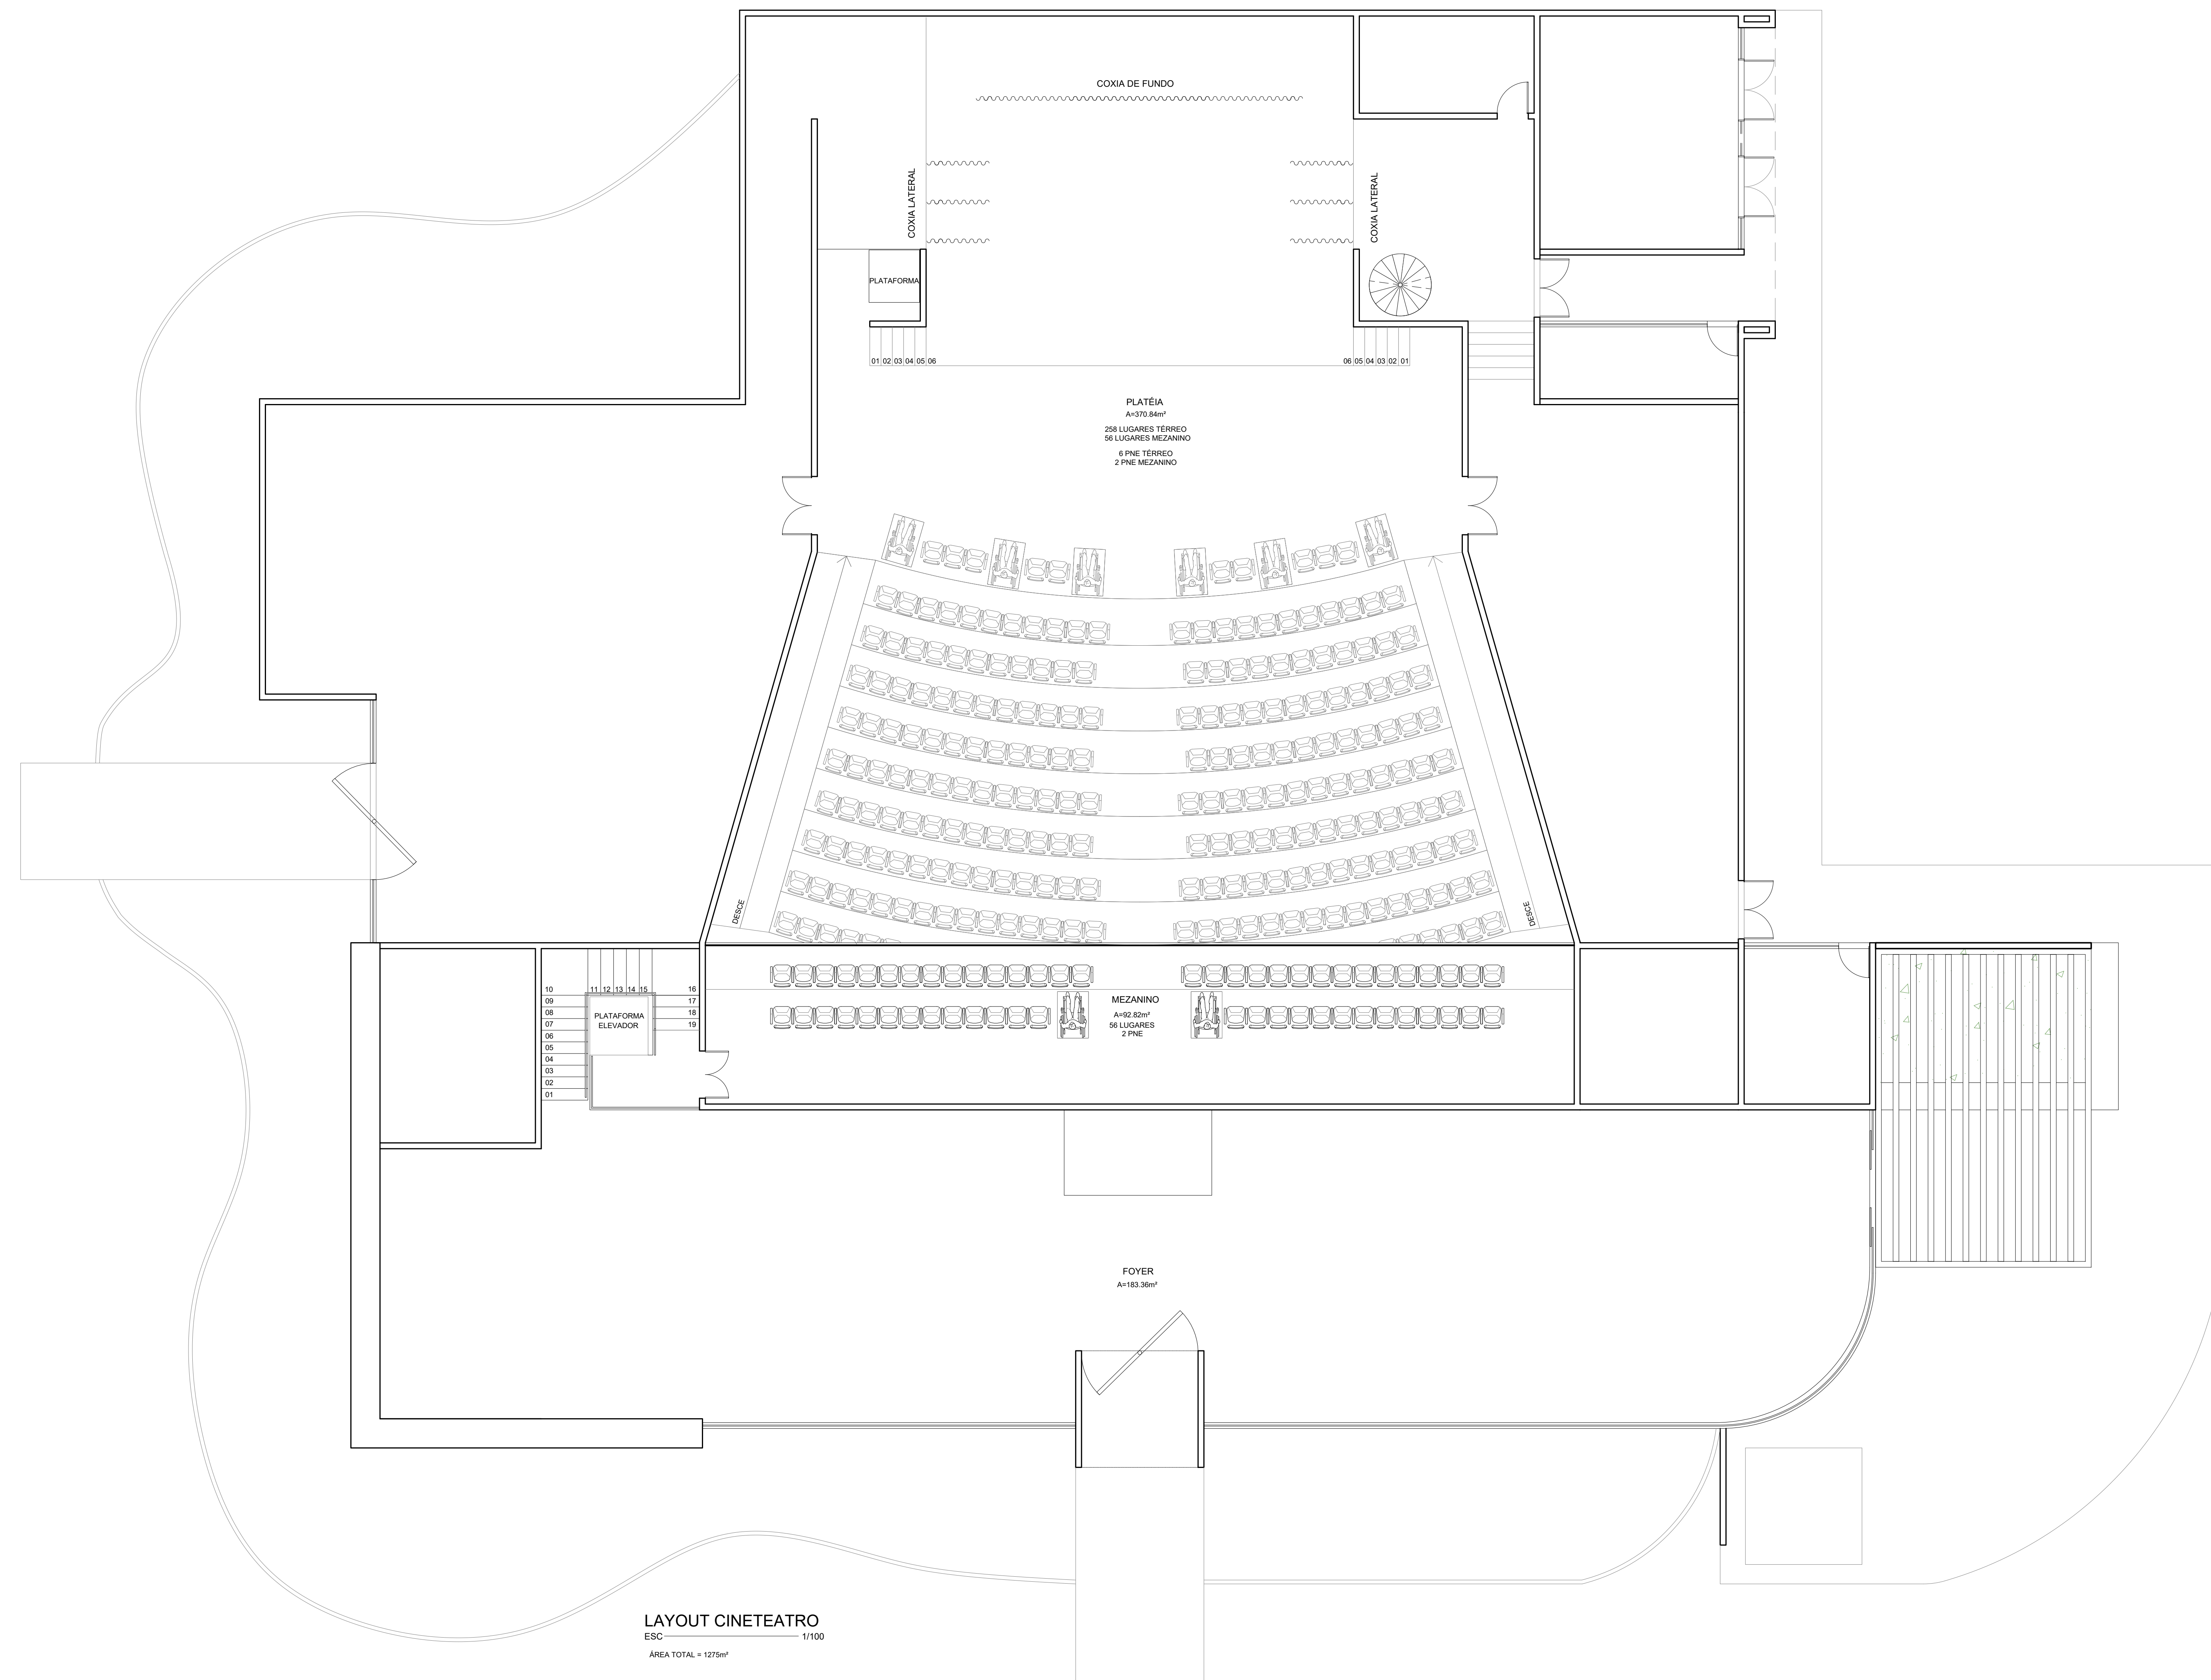 COXIA DE FUNDO
COXIA LATERAL
COXIA LATERAL
PLATAFORMA
01 02 03 04 05 06
06 05 04 03 02 01
PLATÉIA
A=370.84m²
258 LUGARES TÉRREO
56 LUGARES MEZANINO
6 PNE TÉRREO
2 PNE MEZANINO
DESCE
DESCE
10
09
08
07
06
05
04
03
02
01
11 12 13 14 15
16
17
18
19
PLATAFORMA
ELEVADOR
MEZANINO
A=92.82m²
56 LUGARES
2 PNE
FOYER
A=183.36m²
LAYOUT CINETEATRO
ESC 1/100
ÁREA TOTAL = 1275m²